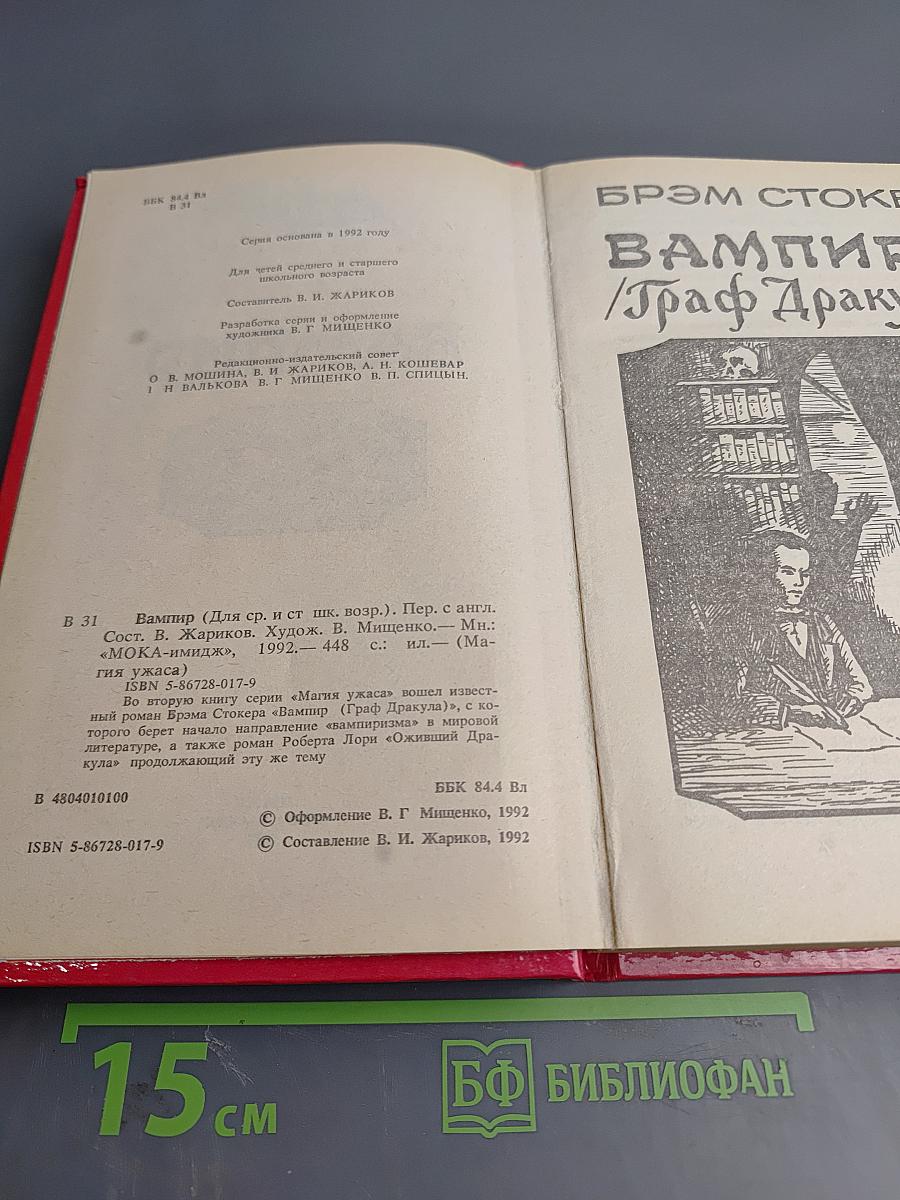 ББК 84.4 Вл
В 31
Серия основана в 1992 году
Для детей среднего и старшего
школьного возраста
Составитель В. И. ЖАРИКОВ
Разработка серии и оформление
художника В. Г МИЩЕНКО
Редакционно-издательский совет
О В. МОШИНА, В. И ЖАРИКОВ, А. Н. КОШЕВАР
Н ВАЛЬКОВА В. Г МИЩЕНКО В. П. СПИЦЫН.
В 31 Вампир (Для ср. и ст шк. возр.). Пер. с англ.
Сост. В. Жариков. Худож. В. Мищенко.— Мн.:
«МОКА-имидж», 1992.— 448 с.: ил.— (Ма-
гия ужаса)
ISBN 5-86728-017-9
Во вторую книгу серии «Магия ужаса» вошел извест-
ный роман Брэма Стокера «Вампир (Граф Дракула)», с ко-
торого берет начало направление «вампиризма» в мировой
литературе, а также роман Роберта Лори «Оживший Дра-
кула» продолжающий эту же тему
В 4804010100
ББК 84.4 Вл
© Оформление В. Г Мищенко, 1992
ISBN 5-86728-017-9
© Составление В. И. Жариков, 1992
БРЭМ СТОКЕ
ВАМПИР
/Граф Драку
15 см
БФ БИБЛИОФАН